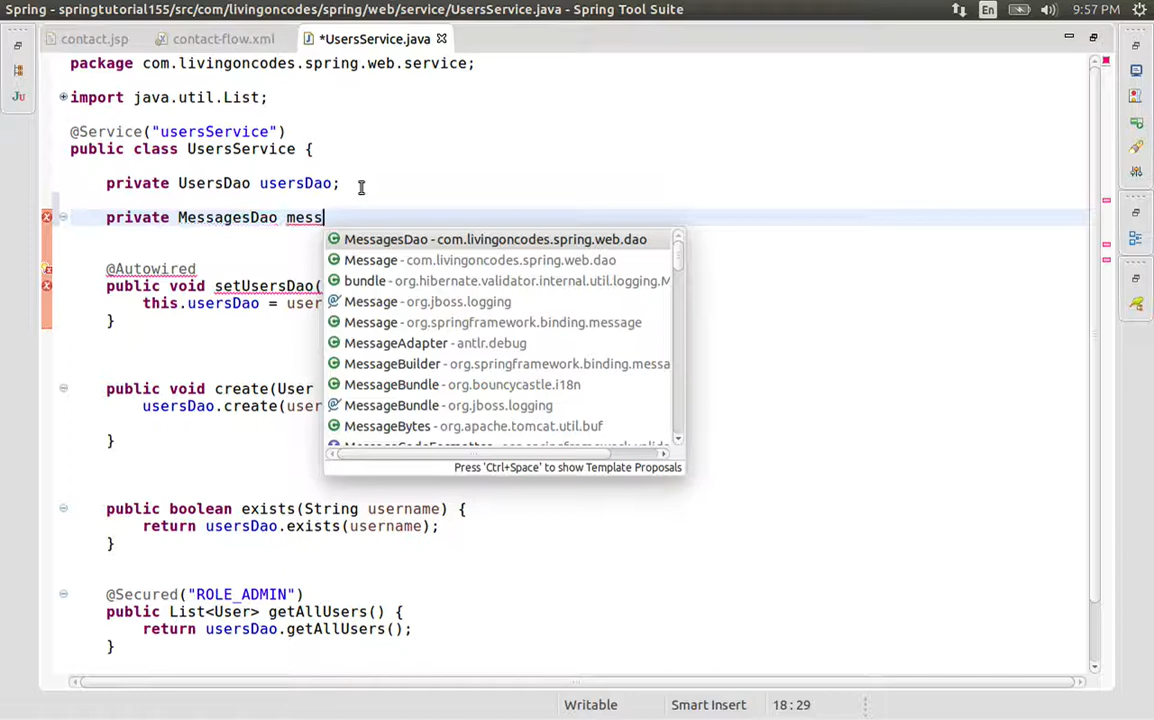 Spring - springtutorial155/src/com/livingoncodes/spring/web/service/UsersService.java - Spring Tool Suite
En
9:57 PM
contact.jsp
contact-flow.xml
*UsersService.java
package com.livingoncodes.spring.web.service;
import java.util.List;
@Service("usersService")
public class UsersService {
private UsersDao usersDao;
private MessagesDao mess
MessagesDao - com.livingoncodes.spring.web.dao
Message - com.livingoncodes.spring.web.dao
bundle - org.hibernate.validator.internal.util.logging.M
Message - org.jboss.logging
Message - org.springframework.binding.message
MessageAdapter - antlr.debug
MessageBuilder - org.springframework.binding.messa
MessageBundle - org.bouncycastle.i18n
MessageBundle - org.jboss.logging
MessageBytes - org.apache.tomcat.util.buf
Press 'Ctrl+Space' to show Template Proposals
@Autowired
public void setUsersDao(
this.usersDao = user
}
public void create(User
usersDao.create(user
}
public boolean exists(String username) {
return usersDao.exists(username);
}
@Secured("ROLE_ADMIN")
public List<User> getAllUsers() {
return usersDao.getAllUsers();
}
Writable
Smart Insert
18 : 29